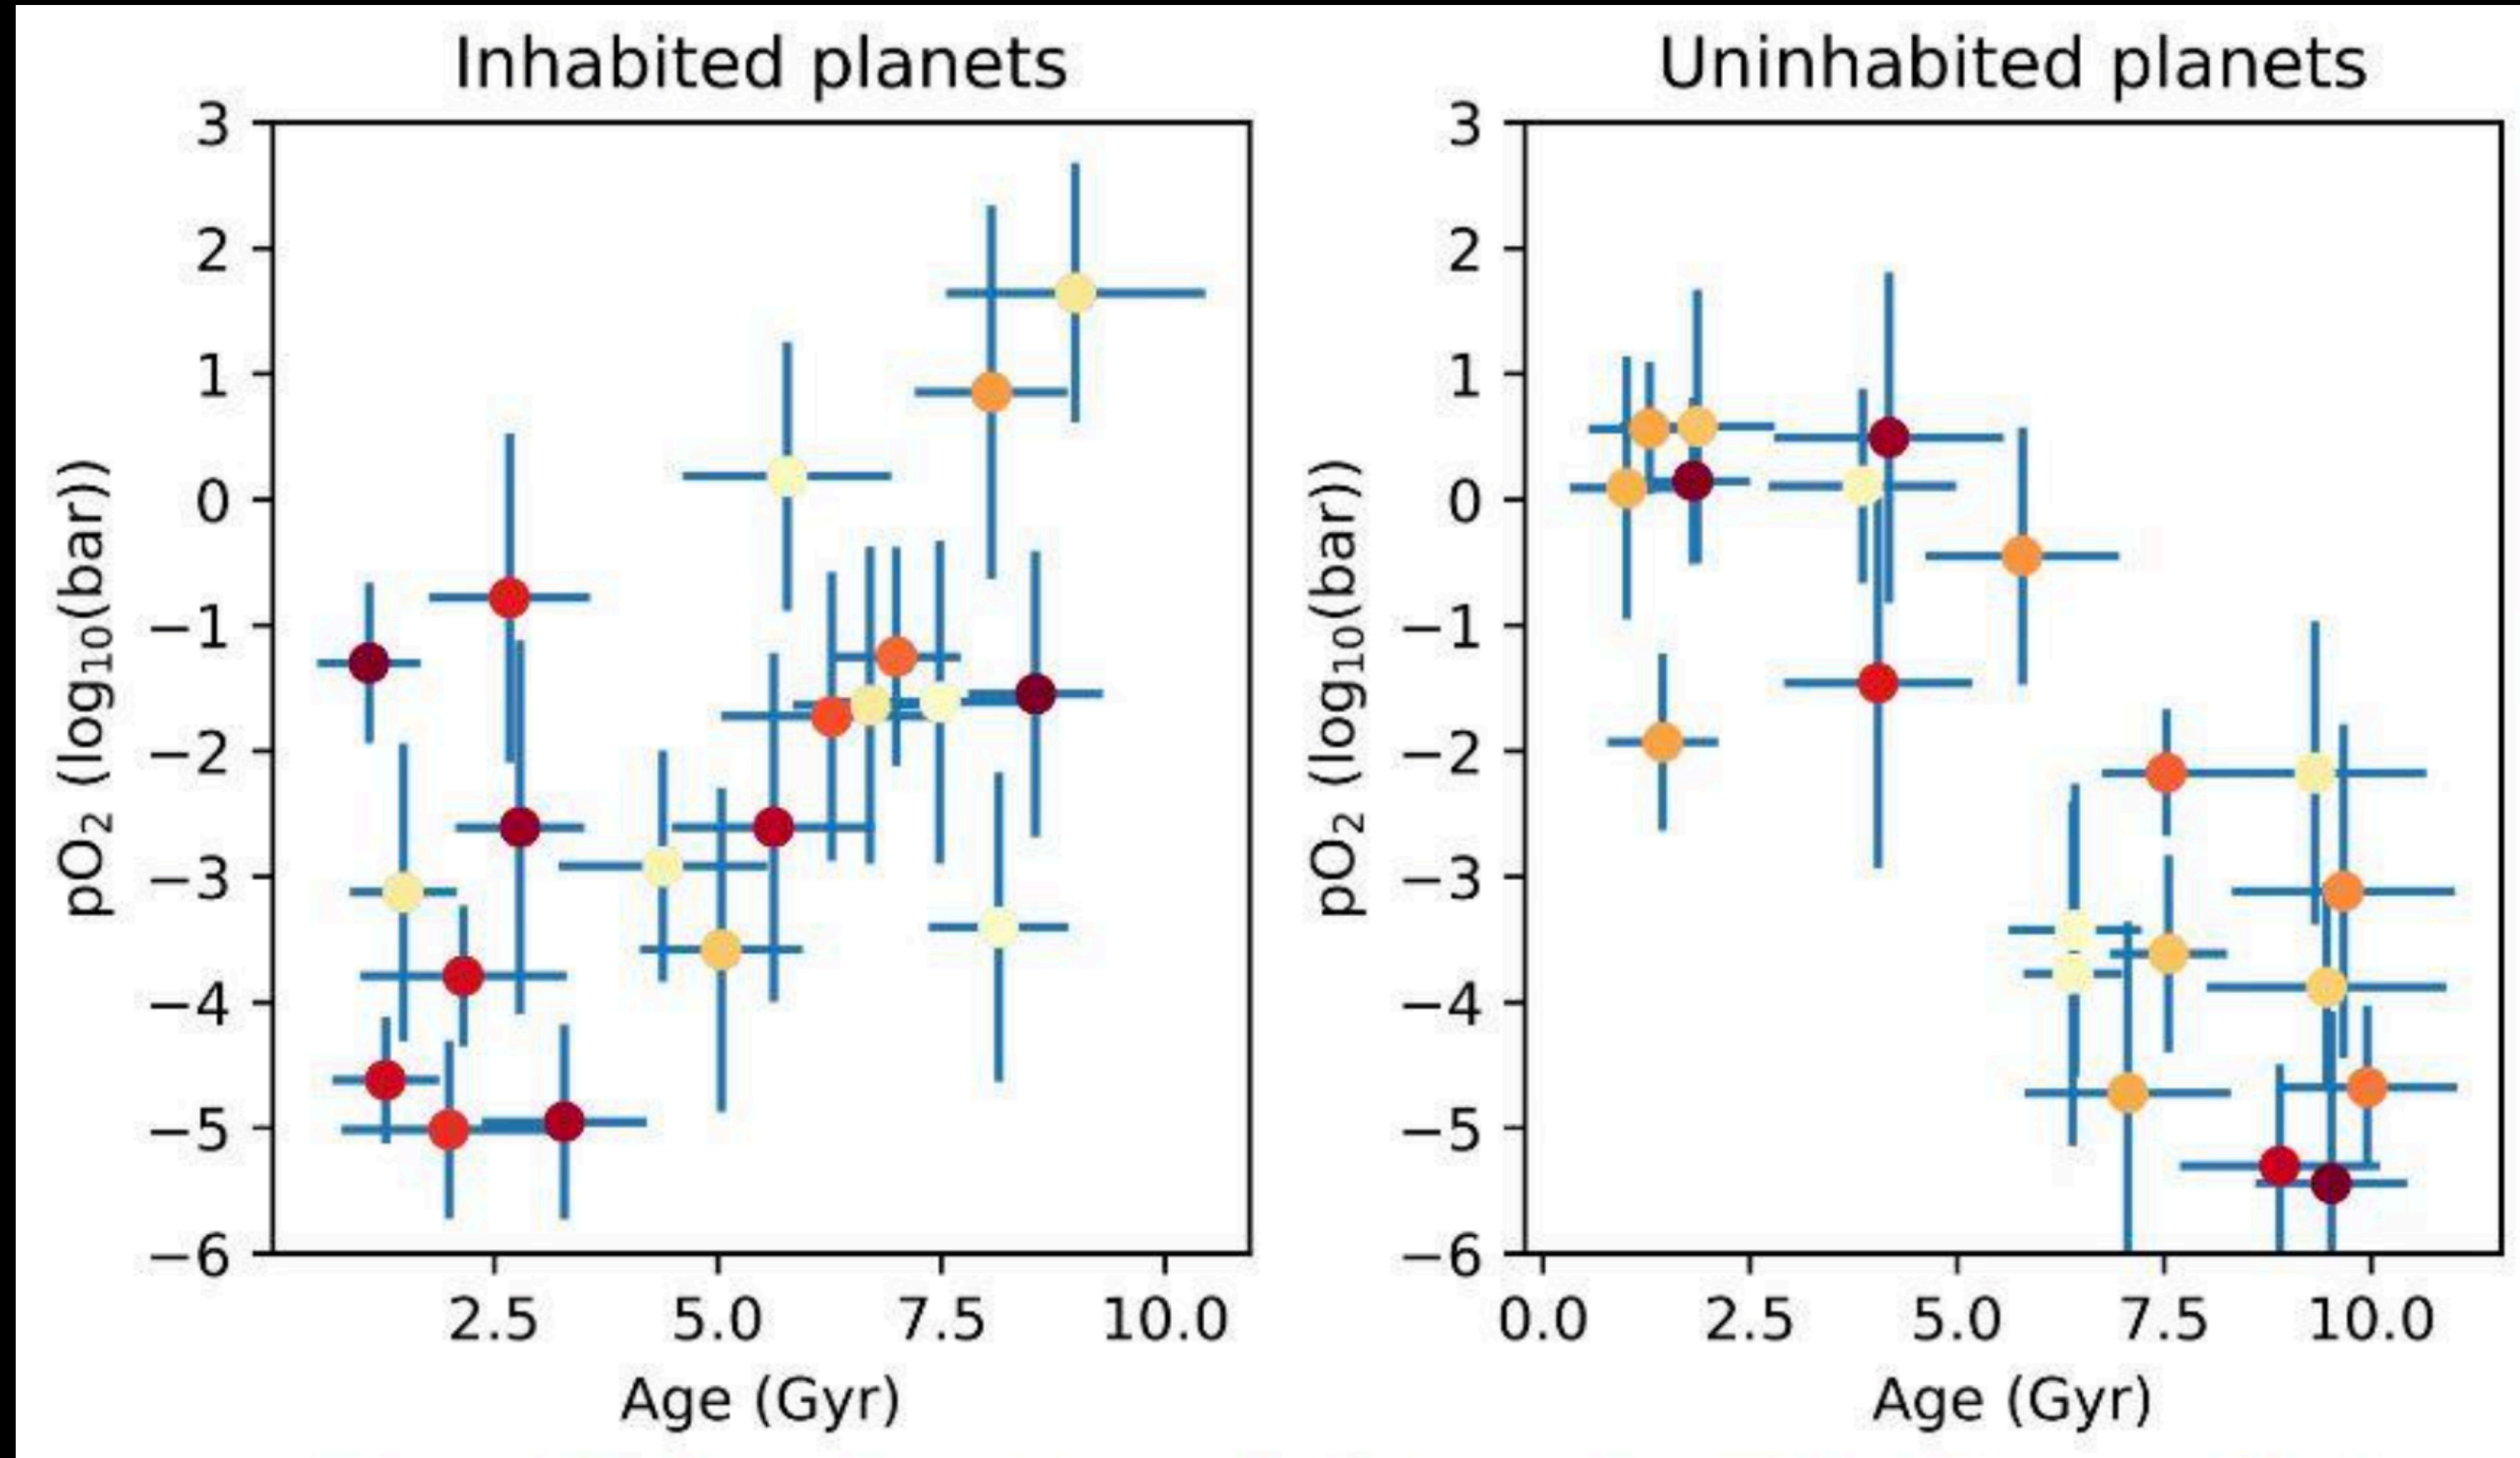 Inhabited planets
3
2
1
0
−1
−2
−3
−4
−5
−6
pO₂ (log₁₀(bar))
2.5 5.0 7.5 10.0
Age (Gyr)
Uninhabited planets
3
2
1
0
−1
−2
−3
−4
−5
−6
pO₂ (log₁₀(bar))
0.0 2.5 5.0 7.5 10.0
Age (Gyr)